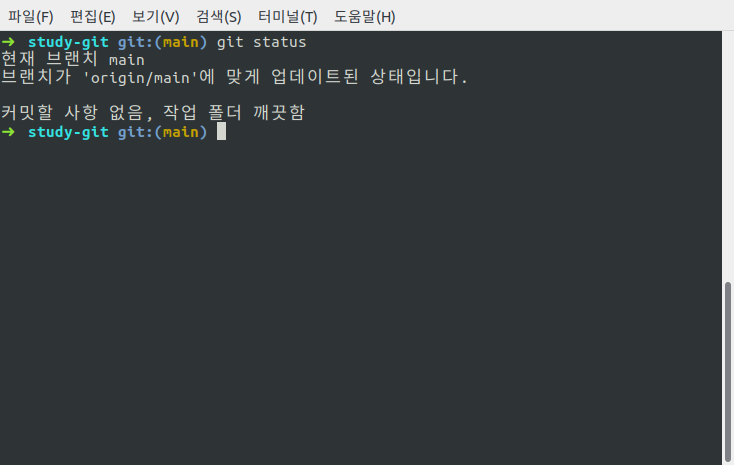 파일(F) 편집(E) 보기(V) 검색(S) 터미널(T) 도움말(H)
➜ study-git git:(main) git status
현재 브랜치 main
브랜치가 'origin/main'에 맞게 업데이트된 상태입니다.
커밋할 사항 없음, 작업 폴더 깨끗함
➜ study-git git:(main)